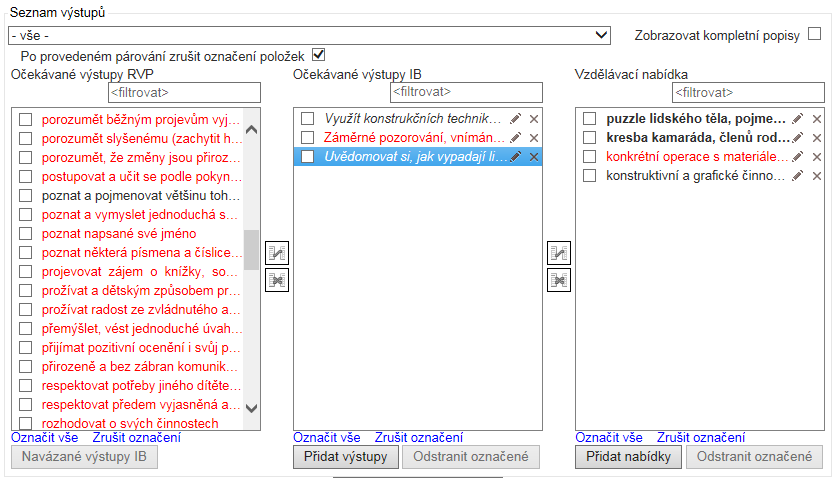 Seznam výstupů
- vše -
Zobrazovat kompletní popisy
Po provedeném párování zrušit označení položek
Očekávané výstupy RVP
<filtrovat>
porozumět běžným projevům vyj...
porozumět slyšenému (zachytit h...
porozumět, že změny jsou přiroz...
postupovat a učit se podle pokyn...
poznat a pojmenovat většinu toh...
poznat a vymyslet jednoduchá s...
poznat napsané své jméno
poznat některá písmena a číslice...
projevovat zájem o knížky, so...
prožívat a dětským způsobem pr...
prožívat radost ze zvládnutého a...
přemýšlet, vést jednoduché úvah...
přijímat pozitivní ocenění i svůj p...
přirozeně a bez zábran komunik...
respektovat potřeby jiného dítěte...
respektovat předem vyjasněná a...
rozhodovat o svých činnostech
Označit vše Zrušit označení
Navázané výstupy IB
Očekávané výstupy IB
<filtrovat>
Využít konstrukčních technik...
Záměrné pozorování, vnímán...
Uvědomovat si, jak vypadají li...
Označit vše Zrušit označení
Přidat výstupy Odstranit označené
Vzdělávací nabídka
<filtrovat>
puzzle lidského těla, pojme...
kresba kamaráda, členů rod...
konkrétní operace s materiále...
konstruktivní a grafické činno...
Označit vše Zrušit označení
Přidat nabídky Odstranit označené